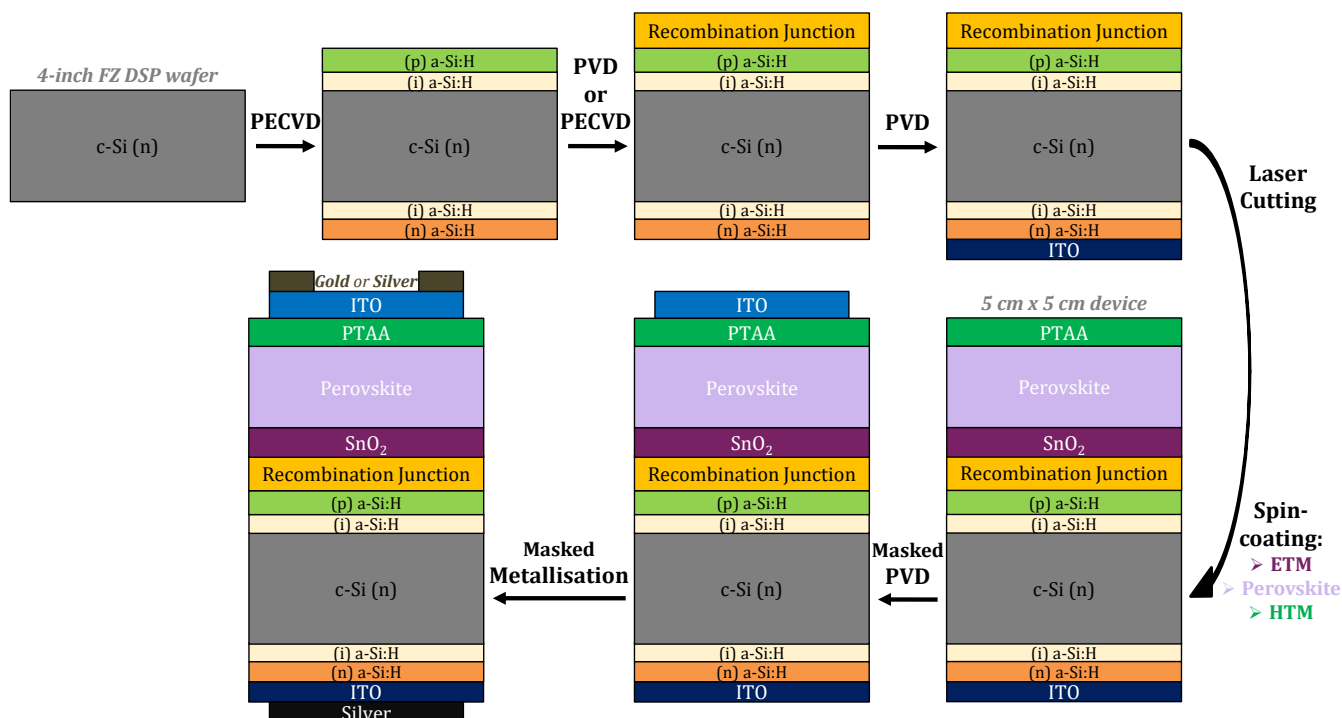 4-inch FZ DSP wafer
c-Si (n)
PECVD
(p) a-Si:H
(i) a-Si:H
c-Si (n)
(i) a-Si:H
(n) a-Si:H
PVD
or
PECVD
Recombination Junction
(p) a-Si:H
(i) a-Si:H
c-Si (n)
(i) a-Si:H
(n) a-Si:H
PVD
Recombination Junction
(p) a-Si:H
(i) a-Si:H
c-Si (n)
(i) a-Si:H
(n) a-Si:H
ITO
Laser
Cutting
Spin-
coating:
➢ ETM
➢ Perovskite
➢ HTM
5 cm x 5 cm device
PTAA
Perovskite
SnO₂
Recombination Junction
(p) a-Si:H
(i) a-Si:H
c-Si (n)
(i) a-Si:H
(n) a-Si:H
ITO
Masked
PVD
ITO
PTAA
Perovskite
SnO₂
Recombination Junction
(p) a-Si:H
(i) a-Si:H
c-Si (n)
(i) a-Si:H
(n) a-Si:H
ITO
Masked
Metallisation
Gold or Silver
ITO
PTAA
Perovskite
SnO₂
Recombination Junction
(p) a-Si:H
(i) a-Si:H
c-Si (n)
(i) a-Si:H
(n) a-Si:H
ITO
Silver